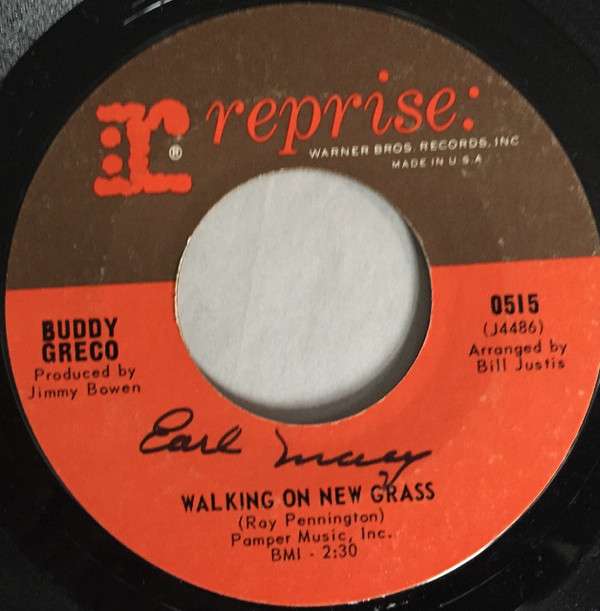 r reprise:
®
WARNER BROS. RECORDS, INC
MADE IN U.S.A
BUDDY
GRECO
Produced by
Jimmy Bowen
0515
(J4486)
Arranged by
Bill Justis
Earl
WALKING ON NEW GRASS
(Ray Pennington)
Pamper Music, Inc.
BMI - 2:30